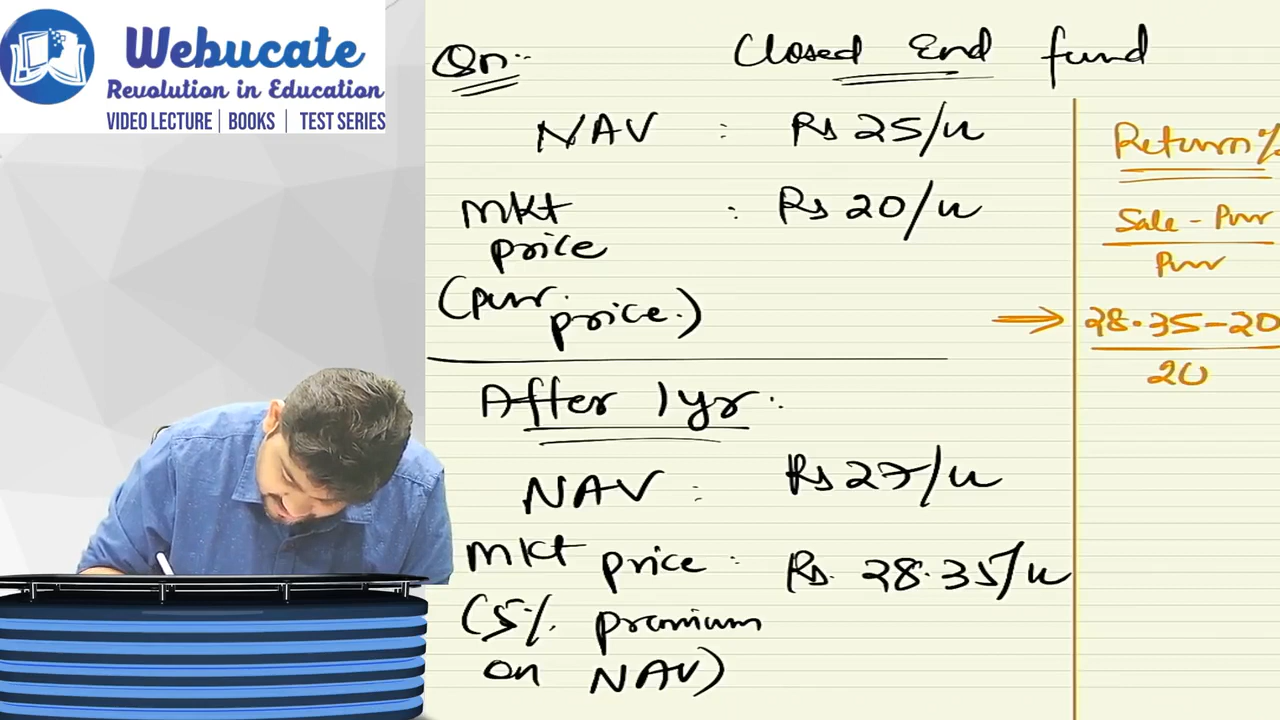 Webucate
Revolution in Education
VIDEO LECTURE | BOOKS | TEST SERIES
Qn:-
Closed End fund
NAV : Rs 25/u
Mkt price : Rs 20/u
(pur. price.)
After 1yr.
NAV : Rs 27/u
Mkt price : Rs. 28.35/u
(5% premium
on NAV)
Return%
Sale - Pur
Pur
→ 28.35-20
20